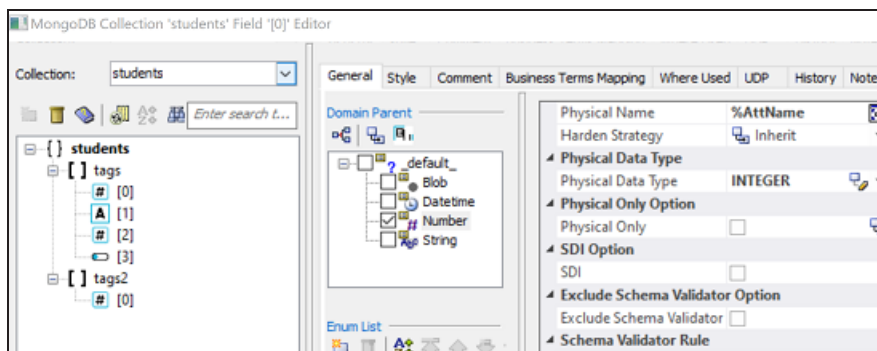 MongoDB Collection 'students' Field '[0]' Editor
Collection: students
Enter search t...
{ } students
[ ] tags
# [0]
A [1]
# [2]
[3]
[ ] tags2
# [0]
General Style Comment Business Terms Mapping Where Used UDP History Note
Domain Parent
_default_
Blob
Datetime
Number
String
Enum List
Physical Name %AttName
Harden Strategy Inherit
Physical Data Type
Physical Data Type INTEGER
Physical Only Option
Physical Only
SDI Option
SDI
Exclude Schema Validator Option
Exclude Schema Validator
Schema Validator Rule